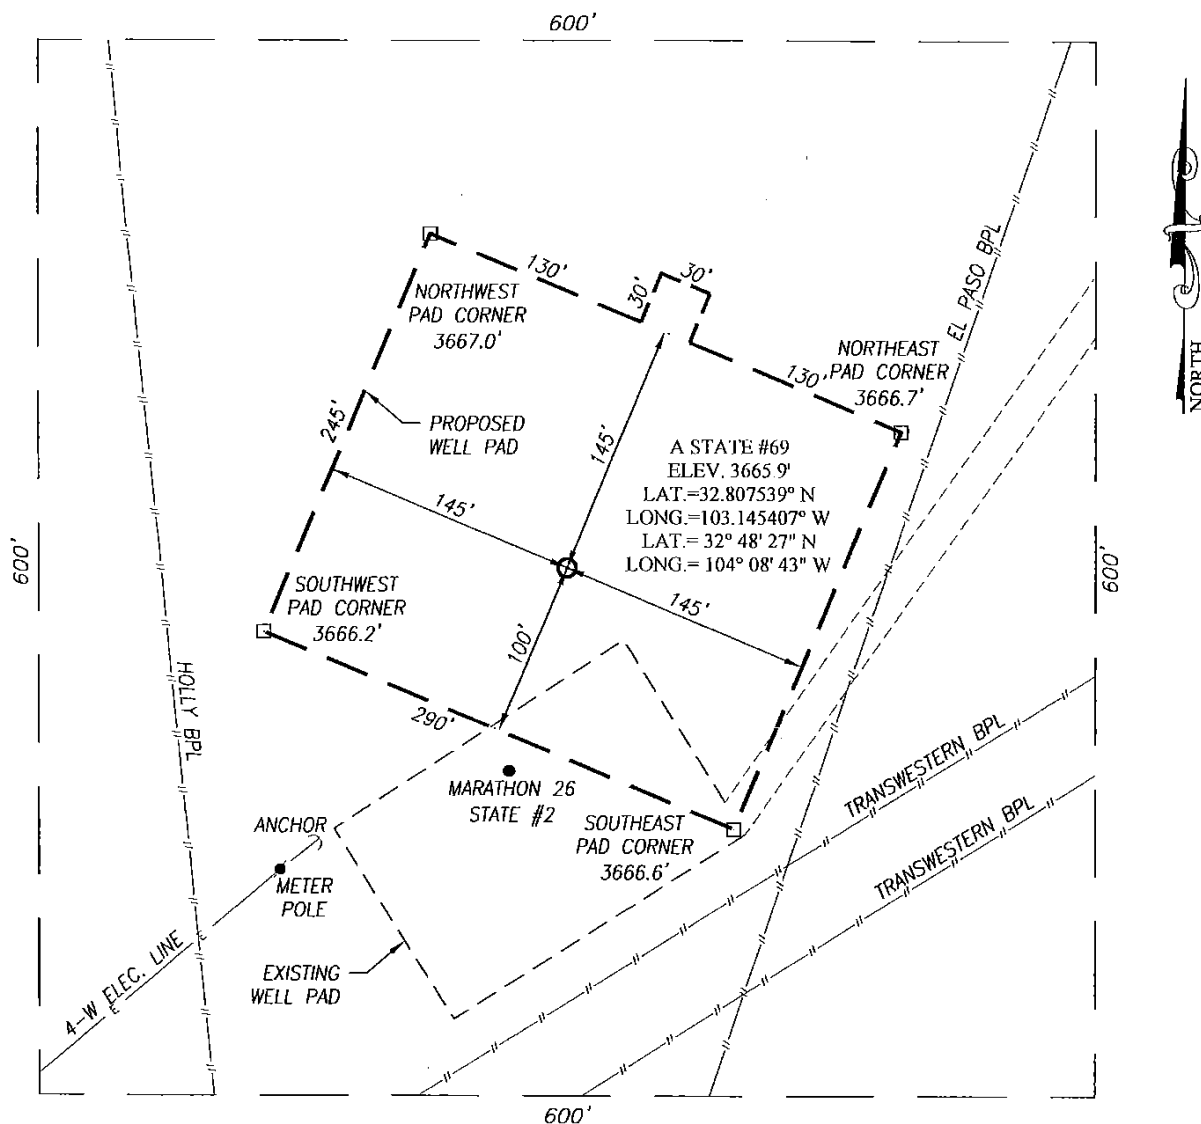 600'
130'
30'
30'
NORTHWEST
PAD CORNER
3667.0'
EL PASO BPL
NORTH
NORTHEAST
PAD CORNER
3666.7'
130'
245'
PROPOSED
WELL PAD
145'
A STATE #69
ELEV. 3665.9'
LAT.=32.807539° N
LONG.=103.145407° W
LAT.= 32° 48' 27" N
LONG.= 104° 08' 43" W
145'
600'
600'
SOUTHWEST
PAD CORNER
3666.2'
145'
100'
HOLLY BPL
290'
MARATHON 26
STATE #2
TRANSWESTERN BPL
ANCHOR
SOUTHEAST
PAD CORNER
3666.6'
TRANSWESTERN BPL
METER
POLE
4-W ELEC. LINE
E
E
EXISTING
WELL PAD
600'